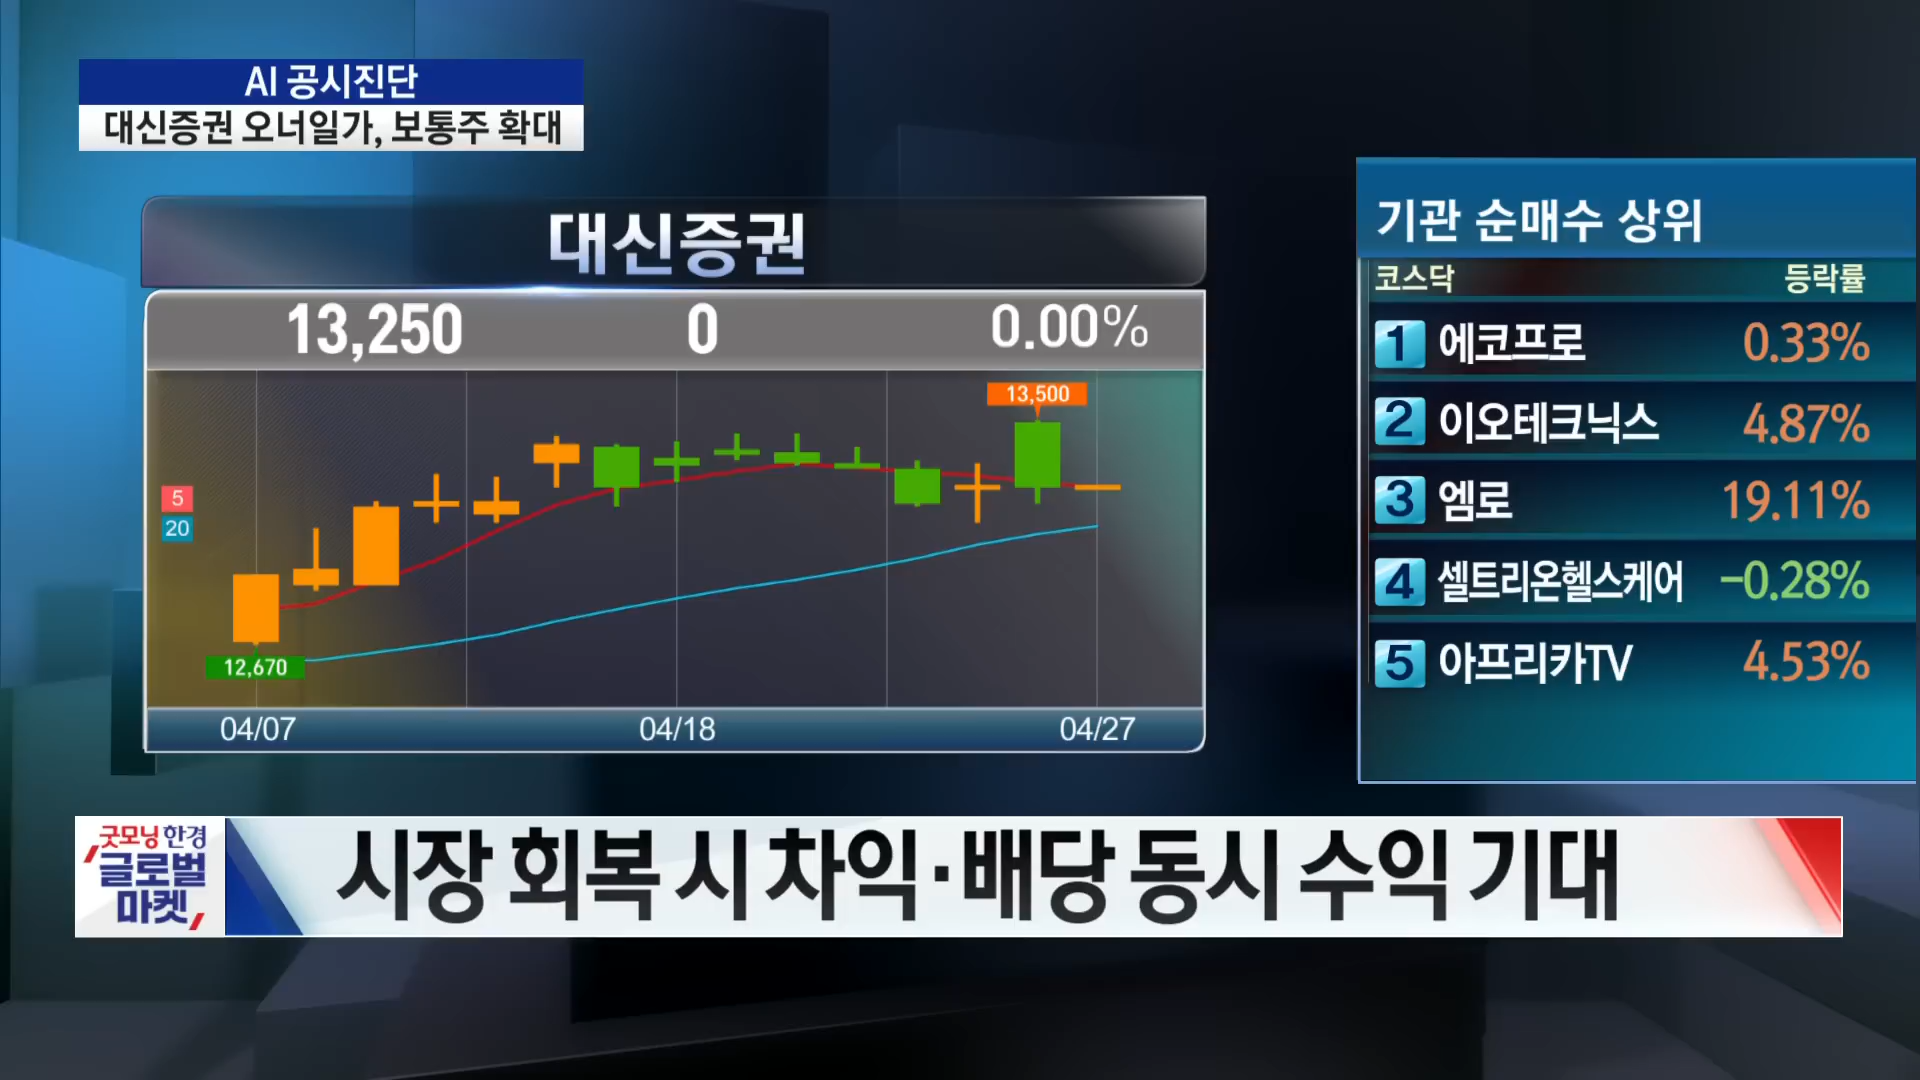 AI 공시진단
대신증권 오너일가, 보통주 확대
대신증권
13,250 0 0.00%
13,500
5
20
12,670
04/07 04/18 04/27
기관 순매수 상위
코스닥 등락률
1 에코프로 0.33%
2 이오테크닉스 4.87%
3 엠로 19.11%
4 셀트리온헬스케어 -0.28%
5 아프리카TV 4.53%
굿모닝 한경
글로벌
마켓
시장 회복 시 차익·배당 동시 수익 기대